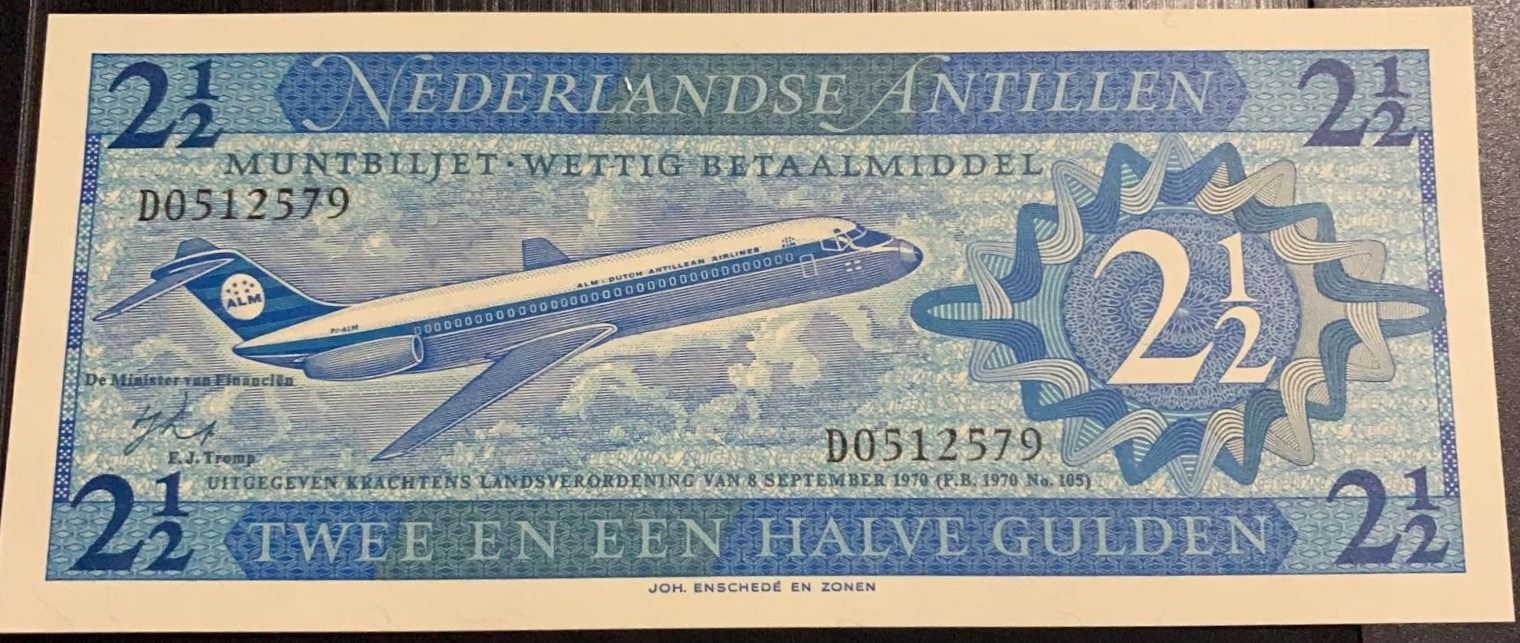 2½ NEDERLANDSE ANTILLEN 2½
MUNTBILJET·WETTIG BETAALMIDDEL
D0512579
ALM-DUTCH ANTILLEAN AIRLINES
ALM
PJ-ALM
2½
De Minister van Financiën
F.J. Tromp
D0512579
UITGEGEVEN KRACHTENS LANDSVERORDENING VAN 8 SEPTEMBER 1970 (P.B. 1970 No. 105)
2½ TWEE EN EEN HALVE GULDEN 2½
JOH. ENSCHEDÉ EN ZONEN